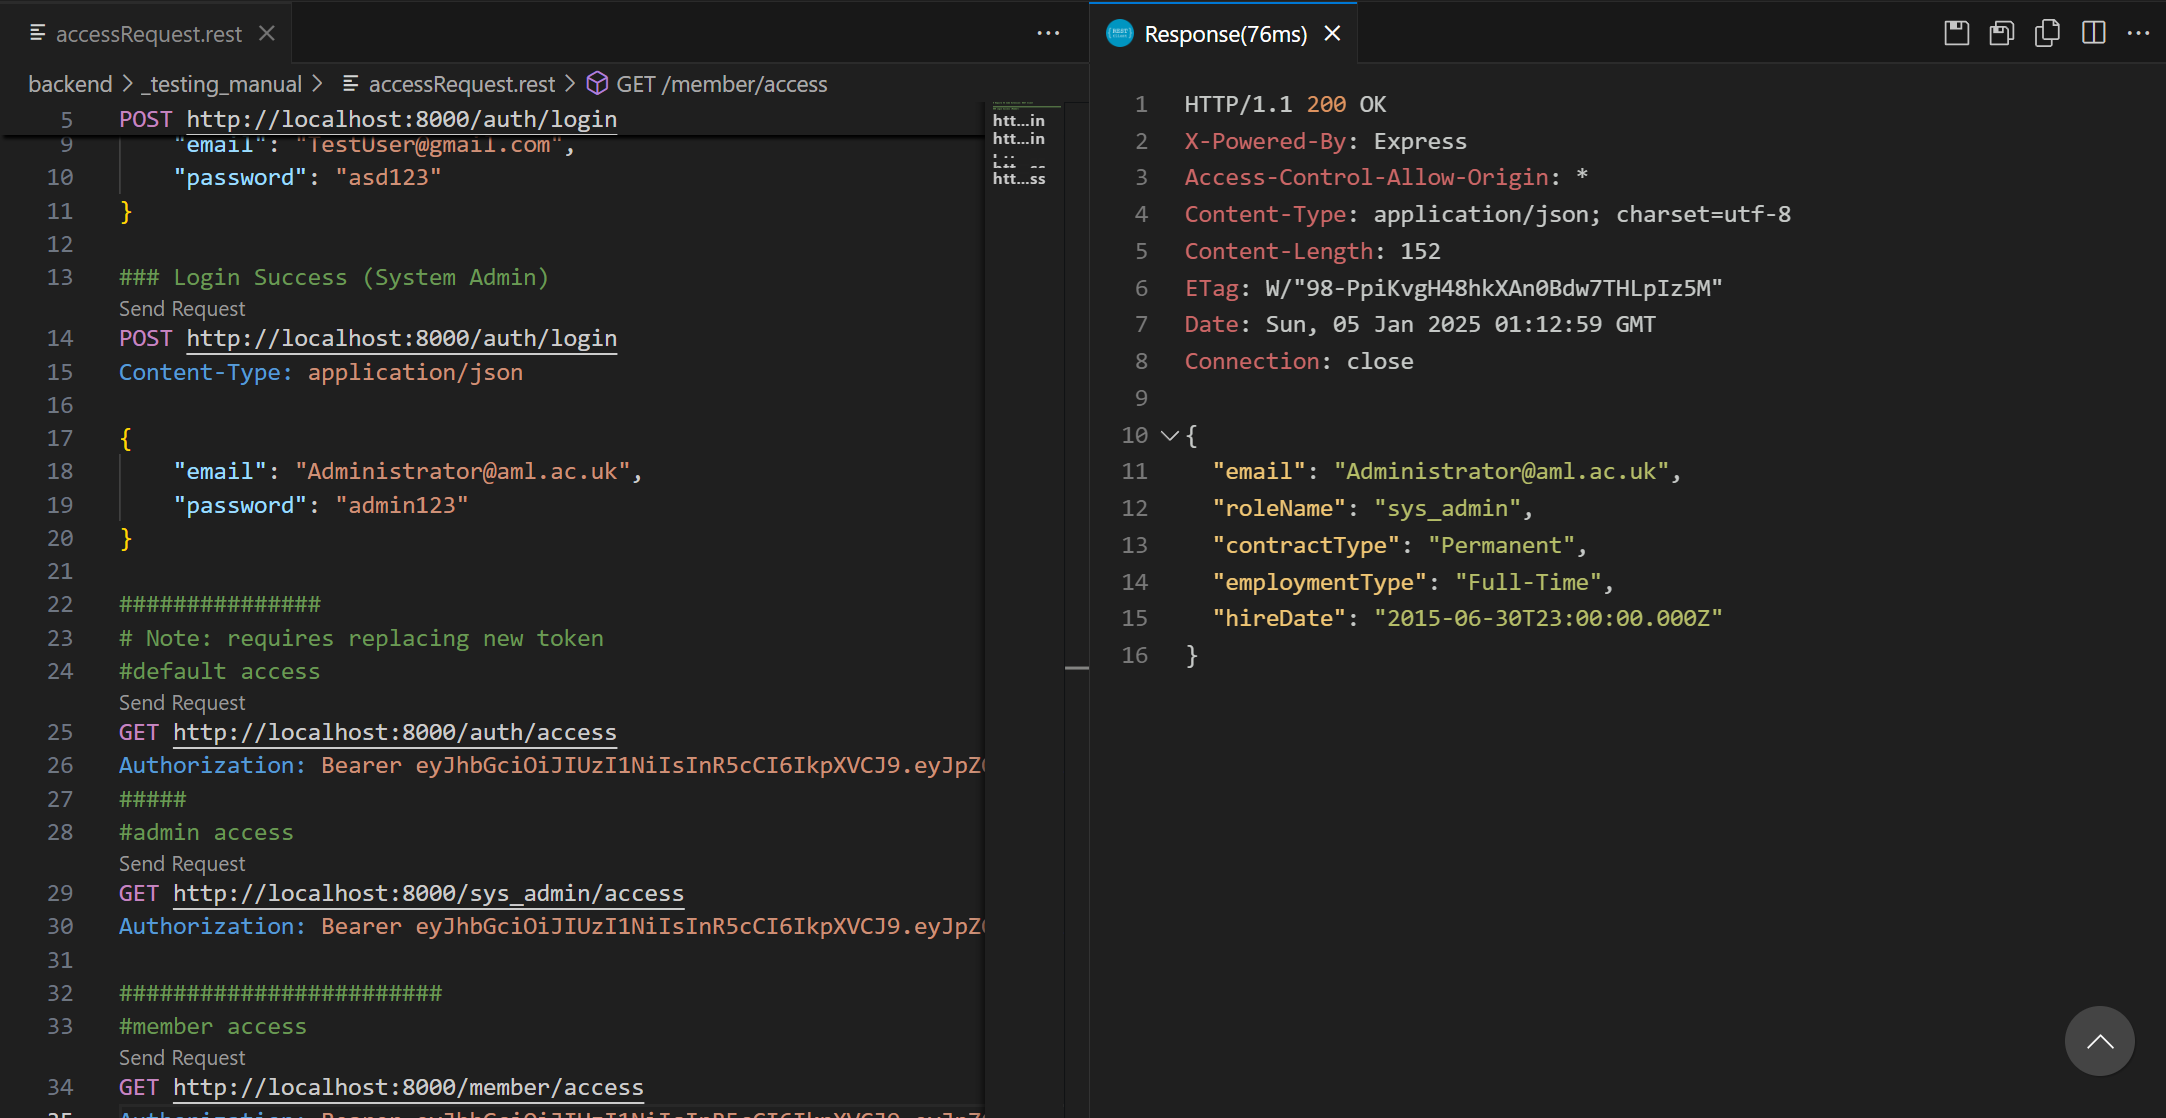 accessRequest.rest
backend > _testing_manual > accessRequest.rest > GET /member/access
5 POST http://localhost:8000/auth/login
9 "email": "TestUser@gmail.com",
10 "password": "asd123"
11 }
12
13 ### Login Success (System Admin)
Send Request
14 POST http://localhost:8000/auth/login
15 Content-Type: application/json
16
17 {
18 "email": "Administrator@aml.ac.uk",
19 "password": "admin123"
20 }
21
22 ###############
23 # Note: requires replacing new token
24 #default access
Send Request
25 GET http://localhost:8000/auth/access
26 Authorization: Bearer eyJhbGciOiJIUzI1NiIsInR5cCI6IkpXVCJ9.eyJpZ
27 #####
28 #admin access
Send Request
29 GET http://localhost:8000/sys_admin/access
30 Authorization: Bearer eyJhbGciOiJIUzI1NiIsInR5cCI6IkpXVCJ9.eyJpZ
31
32 ########################
33 #member access
Send Request
34 GET http://localhost:8000/member/access
35 Authorization: Bearer
htt...in
htt...in
htt...ss
htt...ss
Response(76ms)
1 HTTP/1.1 200 OK
2 X-Powered-By: Express
3 Access-Control-Allow-Origin: *
4 Content-Type: application/json; charset=utf-8
5 Content-Length: 152
6 ETag: W/"98-PpiKvgH48hkXAn0Bdw7THLpIz5M"
7 Date: Sun, 05 Jan 2025 01:12:59 GMT
8 Connection: close
9
10 {
11 "email": "Administrator@aml.ac.uk",
12 "roleName": "sys_admin",
13 "contractType": "Permanent",
14 "employmentType": "Full-Time",
15 "hireDate": "2015-06-30T23:00:00.000Z"
16 }